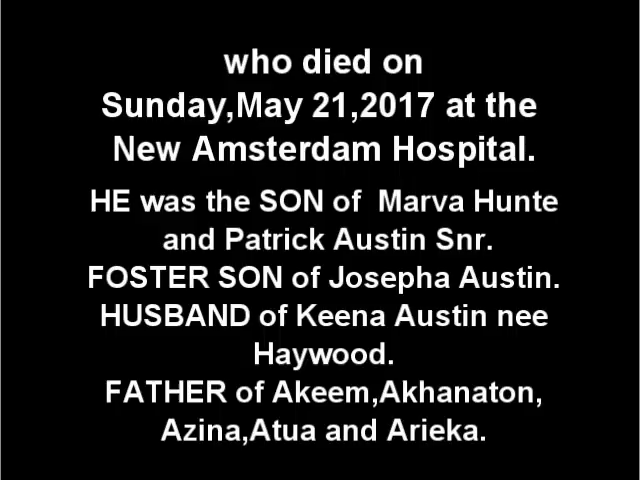 who died on
Sunday,May 21,2017 at the
New Amsterdam Hospital.
HE was the SON of  Marva Hunte
and Patrick Austin Snr.
FOSTER SON of Josepha Austin.
HUSBAND of Keena Austin nee
Haywood.
FATHER of Akeem,Akhanaton,
Azina,Atua and Arieka.